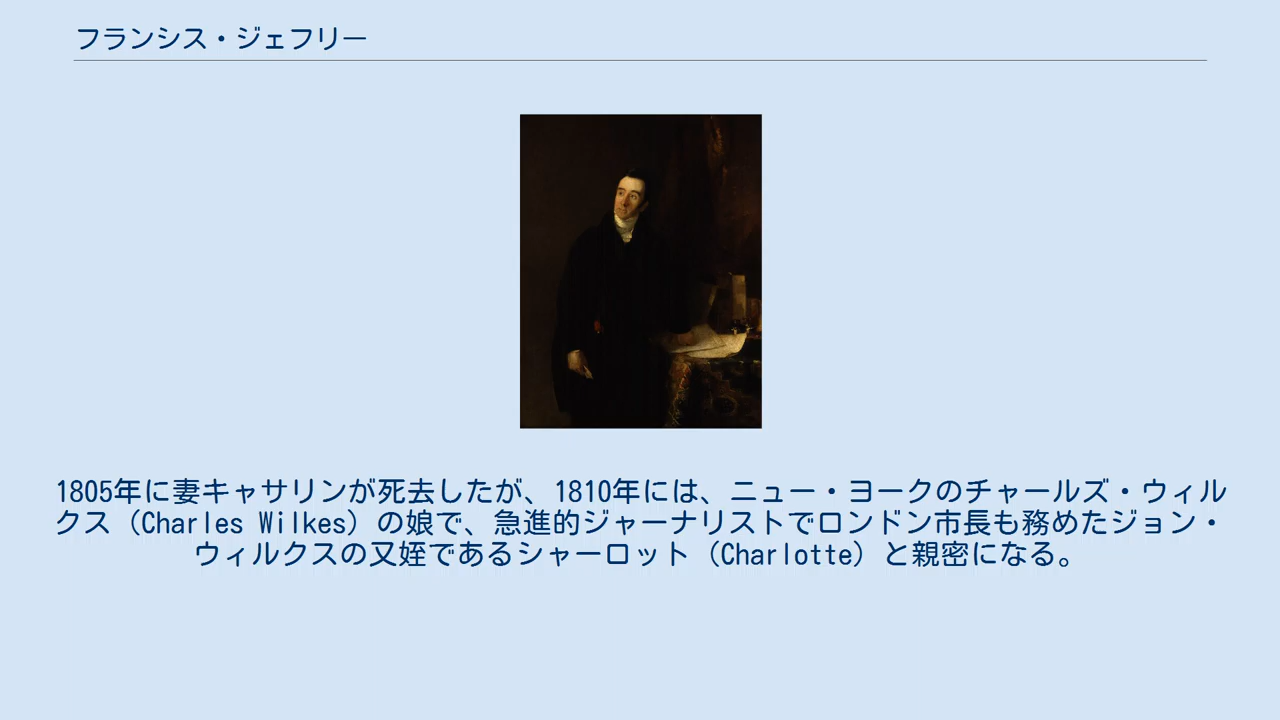 フランシス・ジェフリー
1805年に妻キャサリンが死去したが、1810年には、ニュー・ヨークのチャールズ・ウィル
クス（Charles Wilkes）の娘で、急進的ジャーナリストでロンドン市長も務めたジョン・
ウィルクスの又姪であるシャーロット（Charlotte）と親密になる。